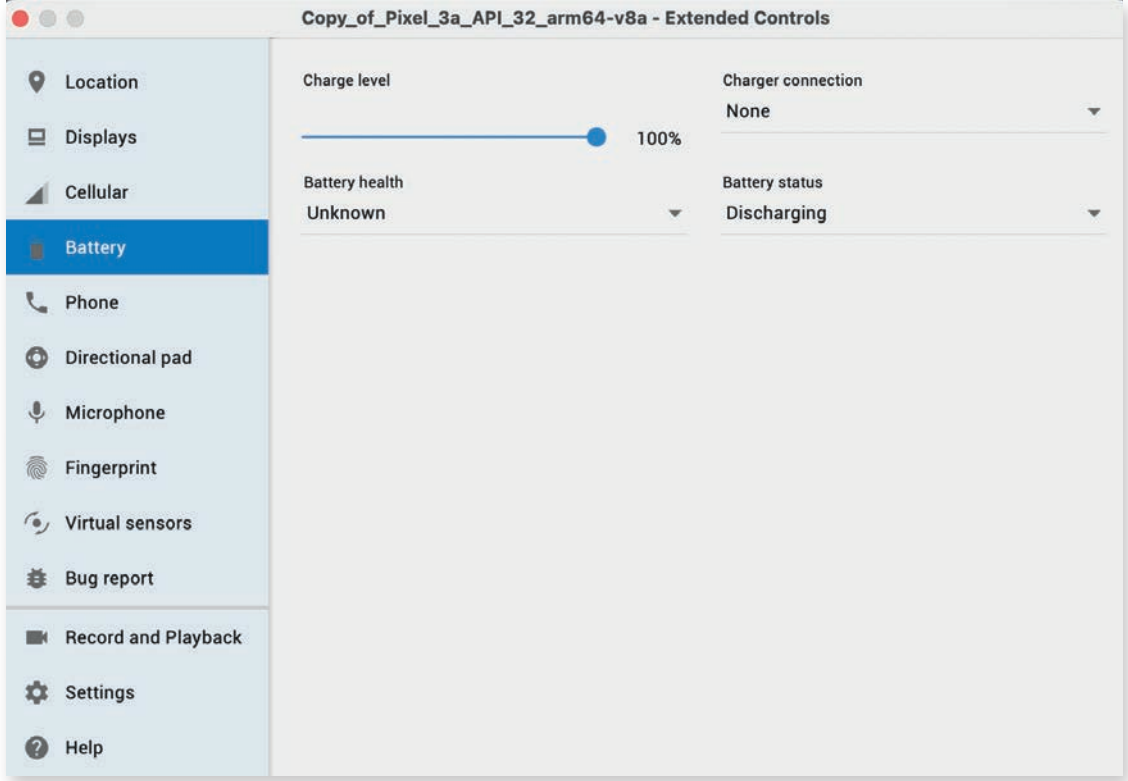 Copy_of_Pixel_3a_API_32_arm64-v8a - Extended Controls
Location
Displays
Cellular
Battery
Phone
Directional pad
Microphone
Fingerprint
Virtual sensors
Bug report
Record and Playback
Settings
Help
Charge level
100%
Charger connection
None
Battery health
Unknown
Battery status
Discharging